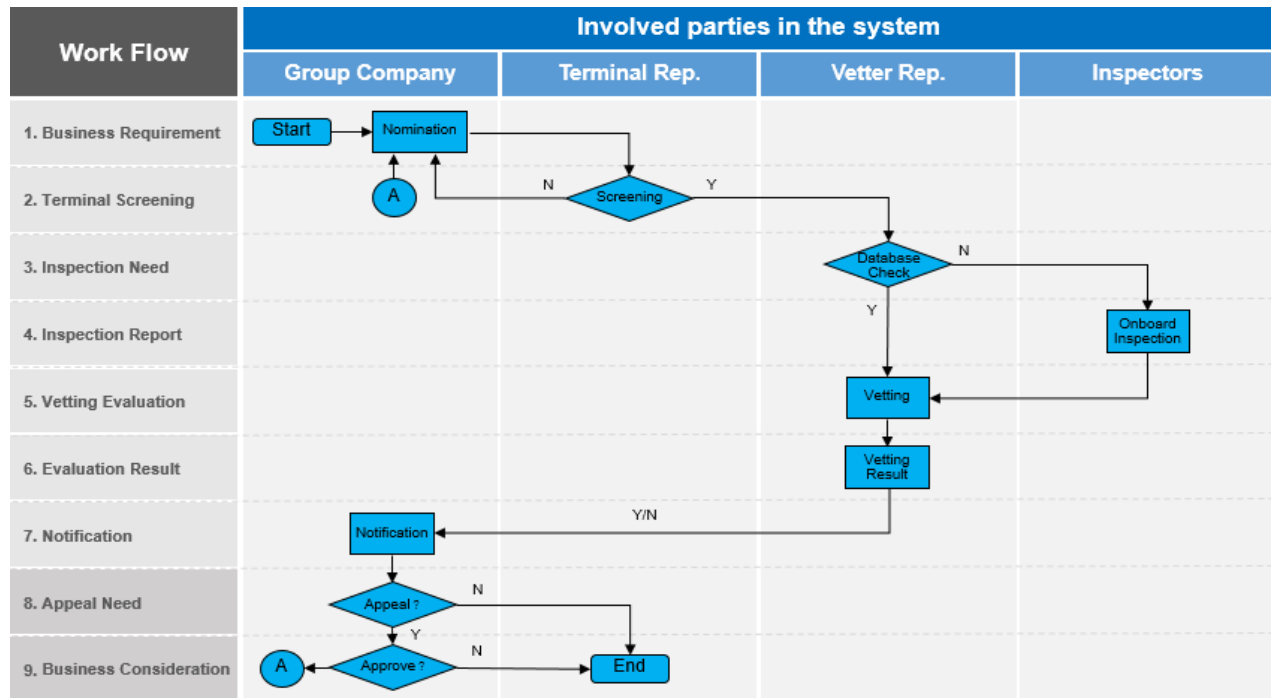 Work Flow
Involved parties in the system
Group Company
Terminal Rep.
Vetter Rep.
Inspectors
1. Business Requirement
Start
Nomination
2. Terminal Screening
A
N
Screening
Y
3. Inspection Need
Database
Check
N
Y
4. Inspection Report
Onboard
Inspection
5. Vetting Evaluation
Vetting
6. Evaluation Result
Vetting
Result
7. Notification
Notification
Y/N
8. Appeal Need
Appeal ?
N
Y
9. Business Consideration
A
Approve ?
N
End